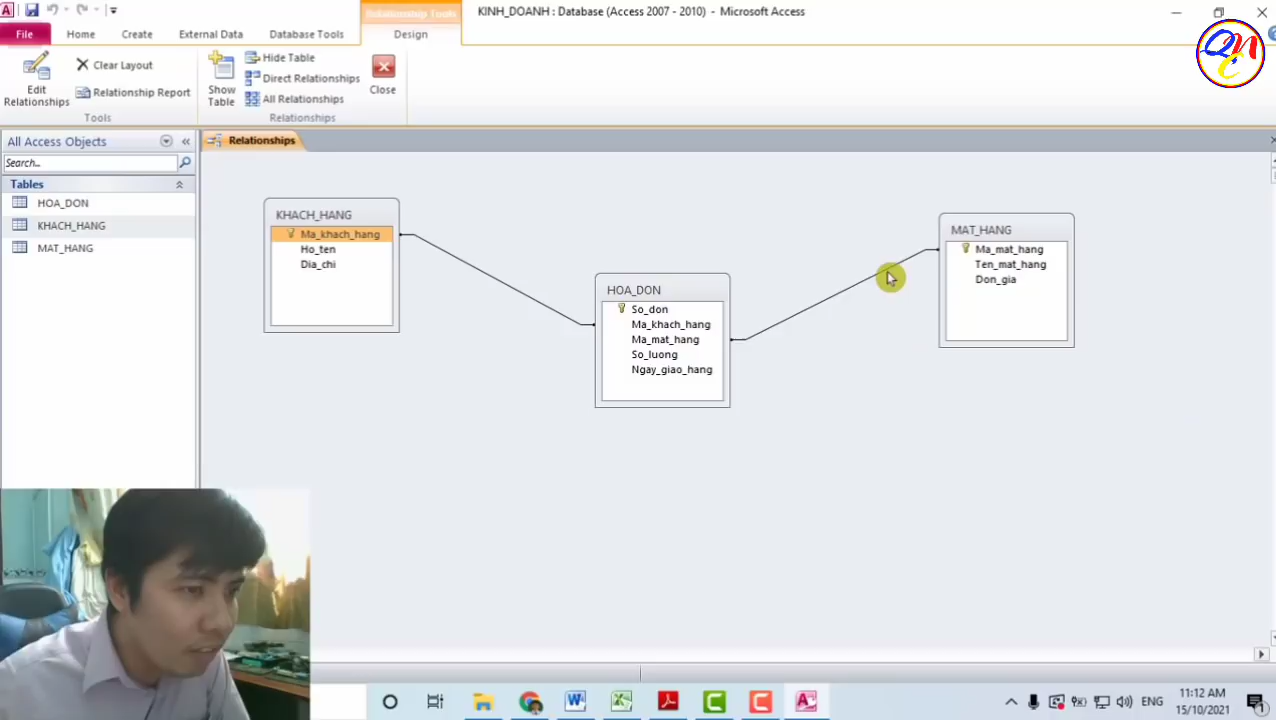 KINH_DOANH : Database (Access 2007 - 2010) - Microsoft Access
Relationship Tools
File
Home
Create
External Data
Database Tools
Design
Edit Relationships
Clear Layout
Relationship Report
Tools
Show Table
Hide Table
Direct Relationships
All Relationships
Relationships
Close
All Access Objects
Search...
Tables
HOA_DON
KHACH_HANG
MAT_HANG
Relationships
KHACH_HANG
Ma_khach_hang
Ho_ten
Dia_chi
HOA_DON
So_don
Ma_khach_hang
Ma_mat_hang
So_luong
Ngay_giao_hang
MAT_HANG
Ma_mat_hang
Ten_mat_hang
Don_gia
ENG
11:12 AM
15/10/2021